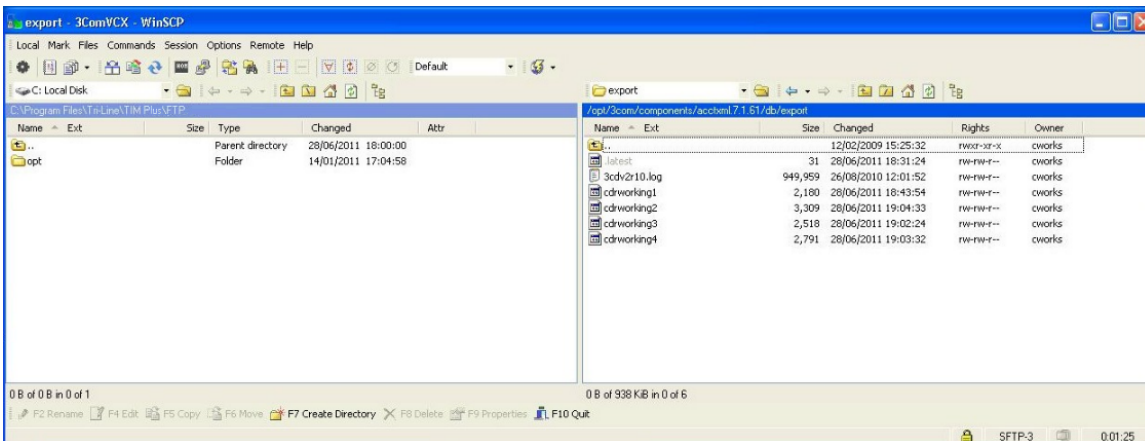 export - 3ComVCX - WinSCP
Local Mark Files Commands Session Options Remote Help
Default
C: Local Disk
export
C:\Program Files\Tri-Line\TIM Plus\FTP
/opt/3com/components/acctxml.7.1.61/db/export
Name Ext Size Type Changed Attr
Name Ext Size Changed Rights Owner
.. Parent directory 28/06/2011 18:00:00
opt Folder 14/01/2011 17:04:58
.. 12/02/2009 15:25:32 rwxr-xr-x cworks
.latest 31 28/06/2011 18:31:24 rw-rw-r-- cworks
3cdv2r10.log 949,959 26/08/2010 12:01:52 rw-rw-r-- cworks
cdrworking1 2,180 28/06/2011 18:43:54 rw-rw-r-- cworks
cdrworking2 3,309 28/06/2011 19:04:33 rw-rw-r-- cworks
cdrworking3 2,518 28/06/2011 19:02:24 rw-rw-r-- cworks
cdrworking4 2,791 28/06/2011 19:03:32 rw-rw-r-- cworks
0 B of 0 B in 0 of 1
0 B of 938 KiB in 0 of 6
F2 Rename F4 Edit F5 Copy F6 Move F7 Create Directory F8 Delete F9 Properties F10 Quit
SFTP-3 0:01:25